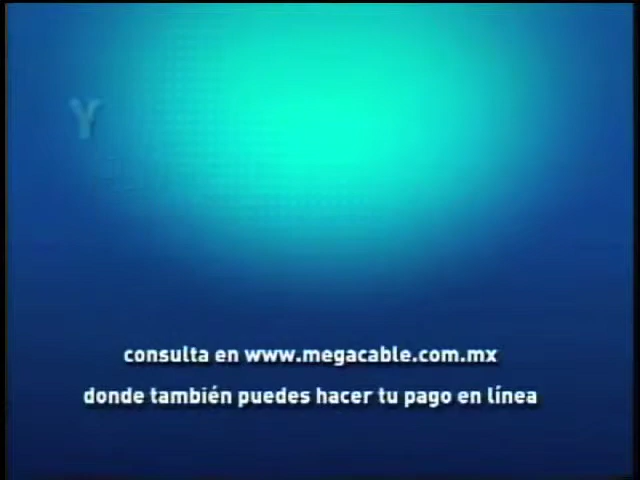 Y
consulta en www.megacable.com.mx
donde también puedes hacer tu pago en línea